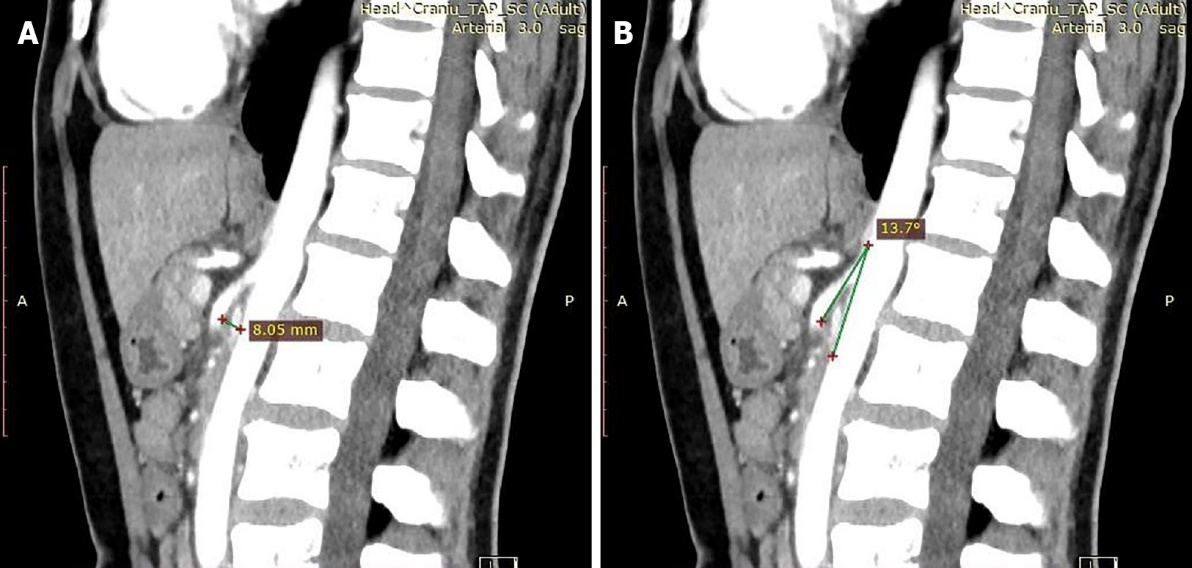 A
Head^Craniu_TAP_SC (Adult)
Arterial 3.0 sag
A
P
8.05 mm
B
Head^Craniu_TAP_SC (Adult)
Arterial 3.0 sag
A
P
13.7°